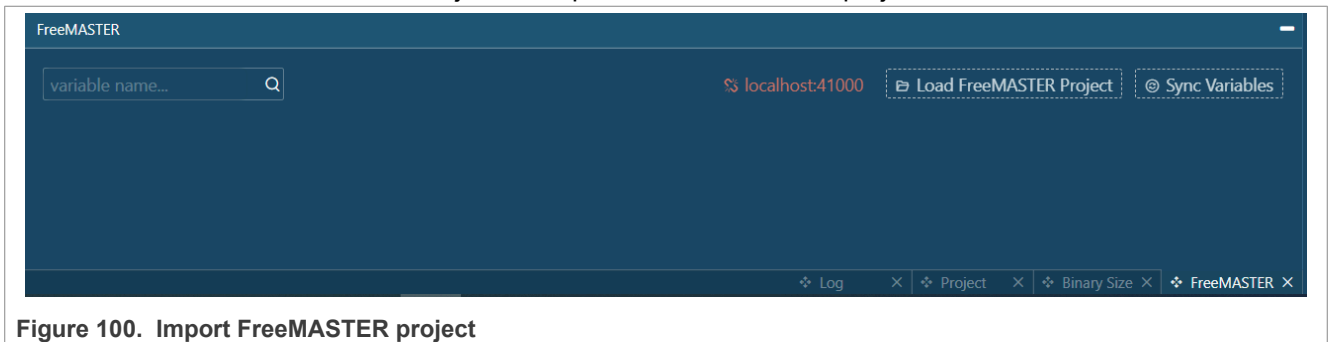 FreeMASTER
variable name...
localhost:41000
Load FreeMASTER Project
Sync Variables
Log
Project
Binary Size
FreeMASTER
Figure 100. Import FreeMASTER project